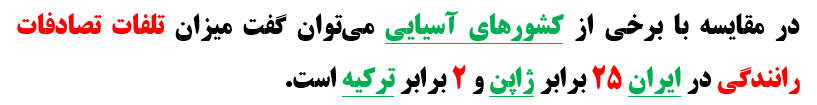 در مقایسه با برخی از کشورهای آسیایی می‌توان گفت میزان تلفات تصادفات
رانندگی در ایران ۲۵ برابر ژاپن و ۲ برابر ترکیه است.